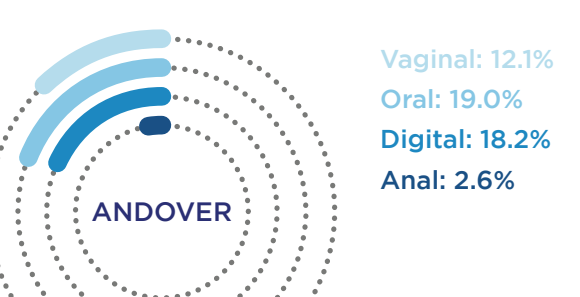 Vaginal: 12.1%
Oral: 19.0%
Digital: 18.2%
Anal: 2.6%
ANDOVER